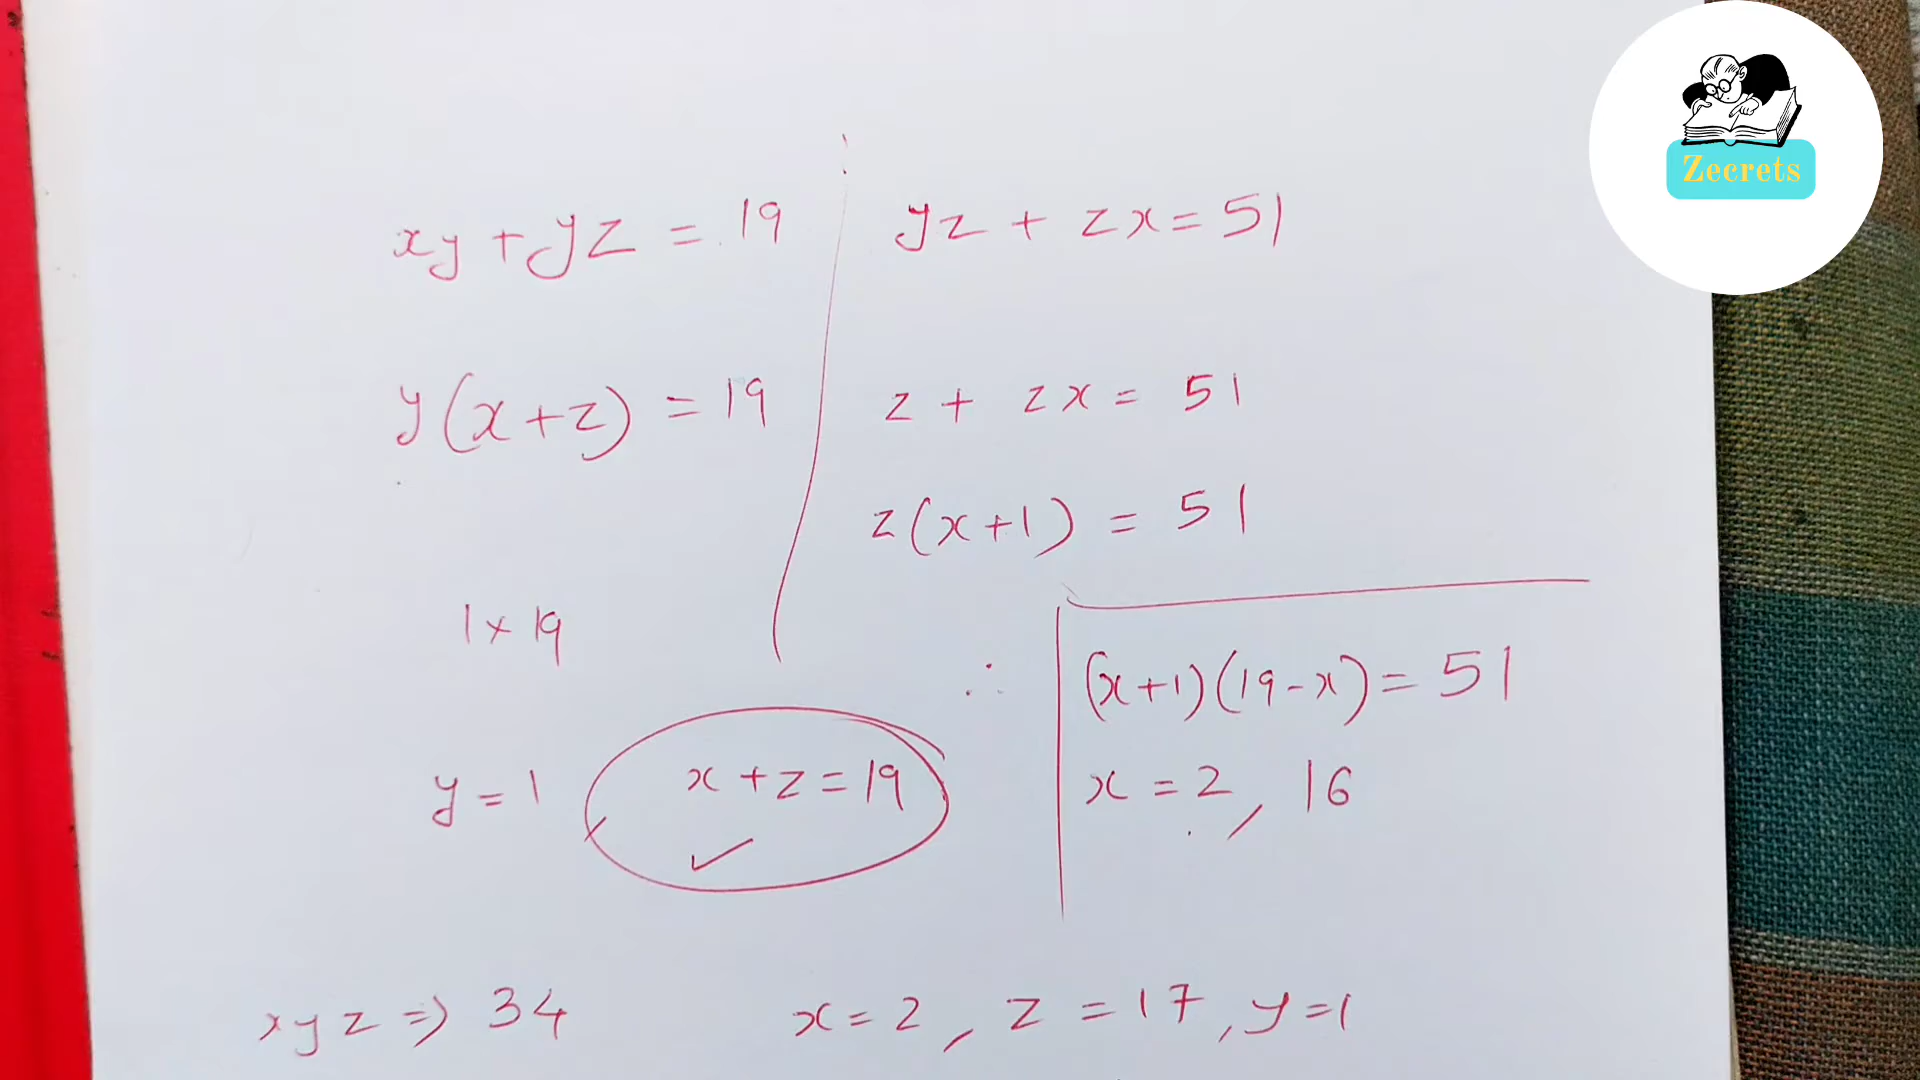 Zecrets
xy + yz = 19
y(x+z) = 19
1 × 19
y = 1
x + z = 19
✓
yz + zx = 51
z + zx = 51
z(x+1) = 51
∴ (x+1)(19-x) = 51
x = 2, 16
xyz ⇒ 34
x = 2, z = 17, y = 1